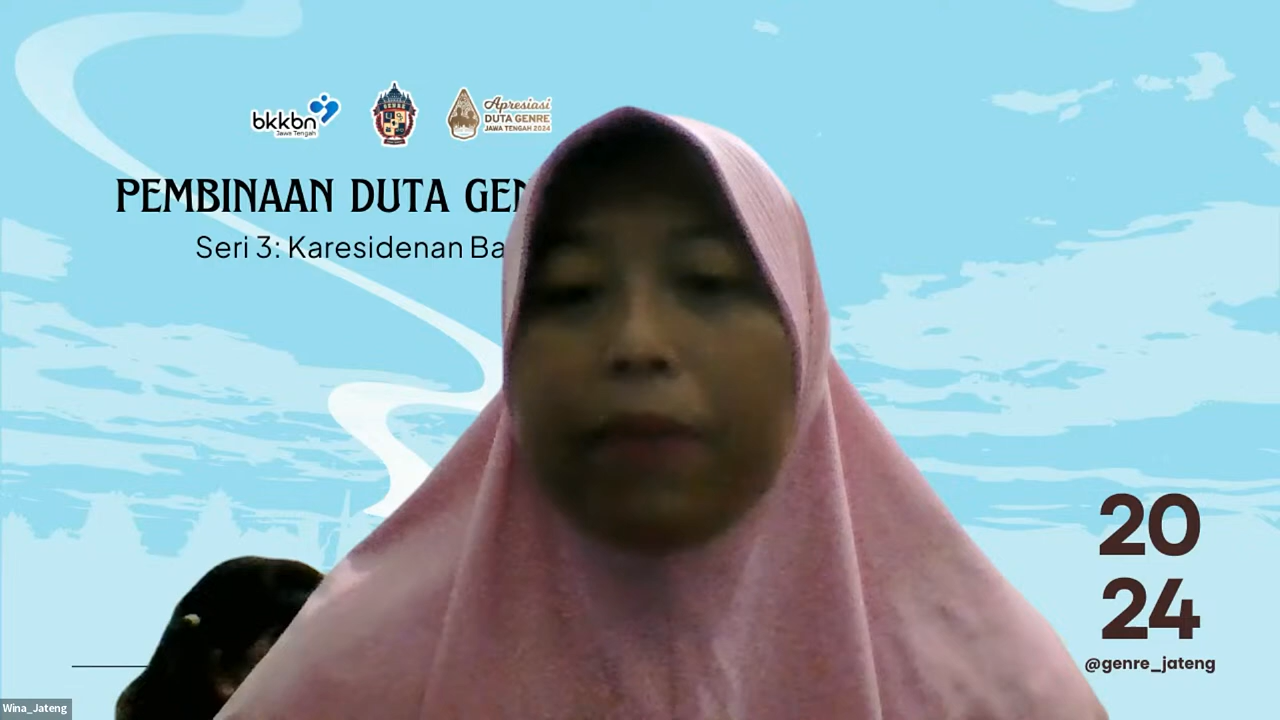 bkkbn
Jawa Tengah
GENRE
Apresiasi
DUTA GENRE
JAWA TENGAH 2024
PEMBINAAN DUTA GEN
Seri 3: Karesidenan Ba
20
24
@genre_jateng
Wina_Jateng